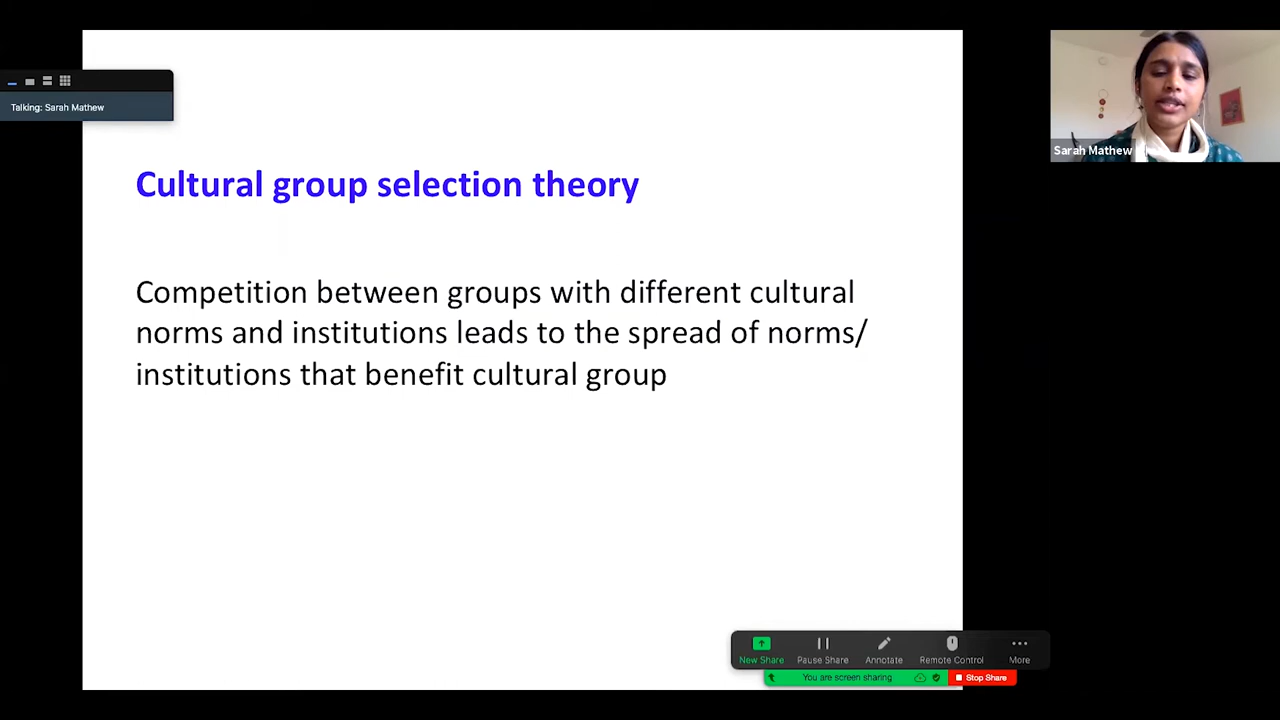 Talking: Sarah Mathew
Sarah Mathew
Cultural group selection theory
Competition between groups with different cultural
norms and institutions leads to the spread of norms/
institutions that benefit cultural group
New Share
Pause Share
Annotate
Remote Control
More
You are screen sharing
Stop Share